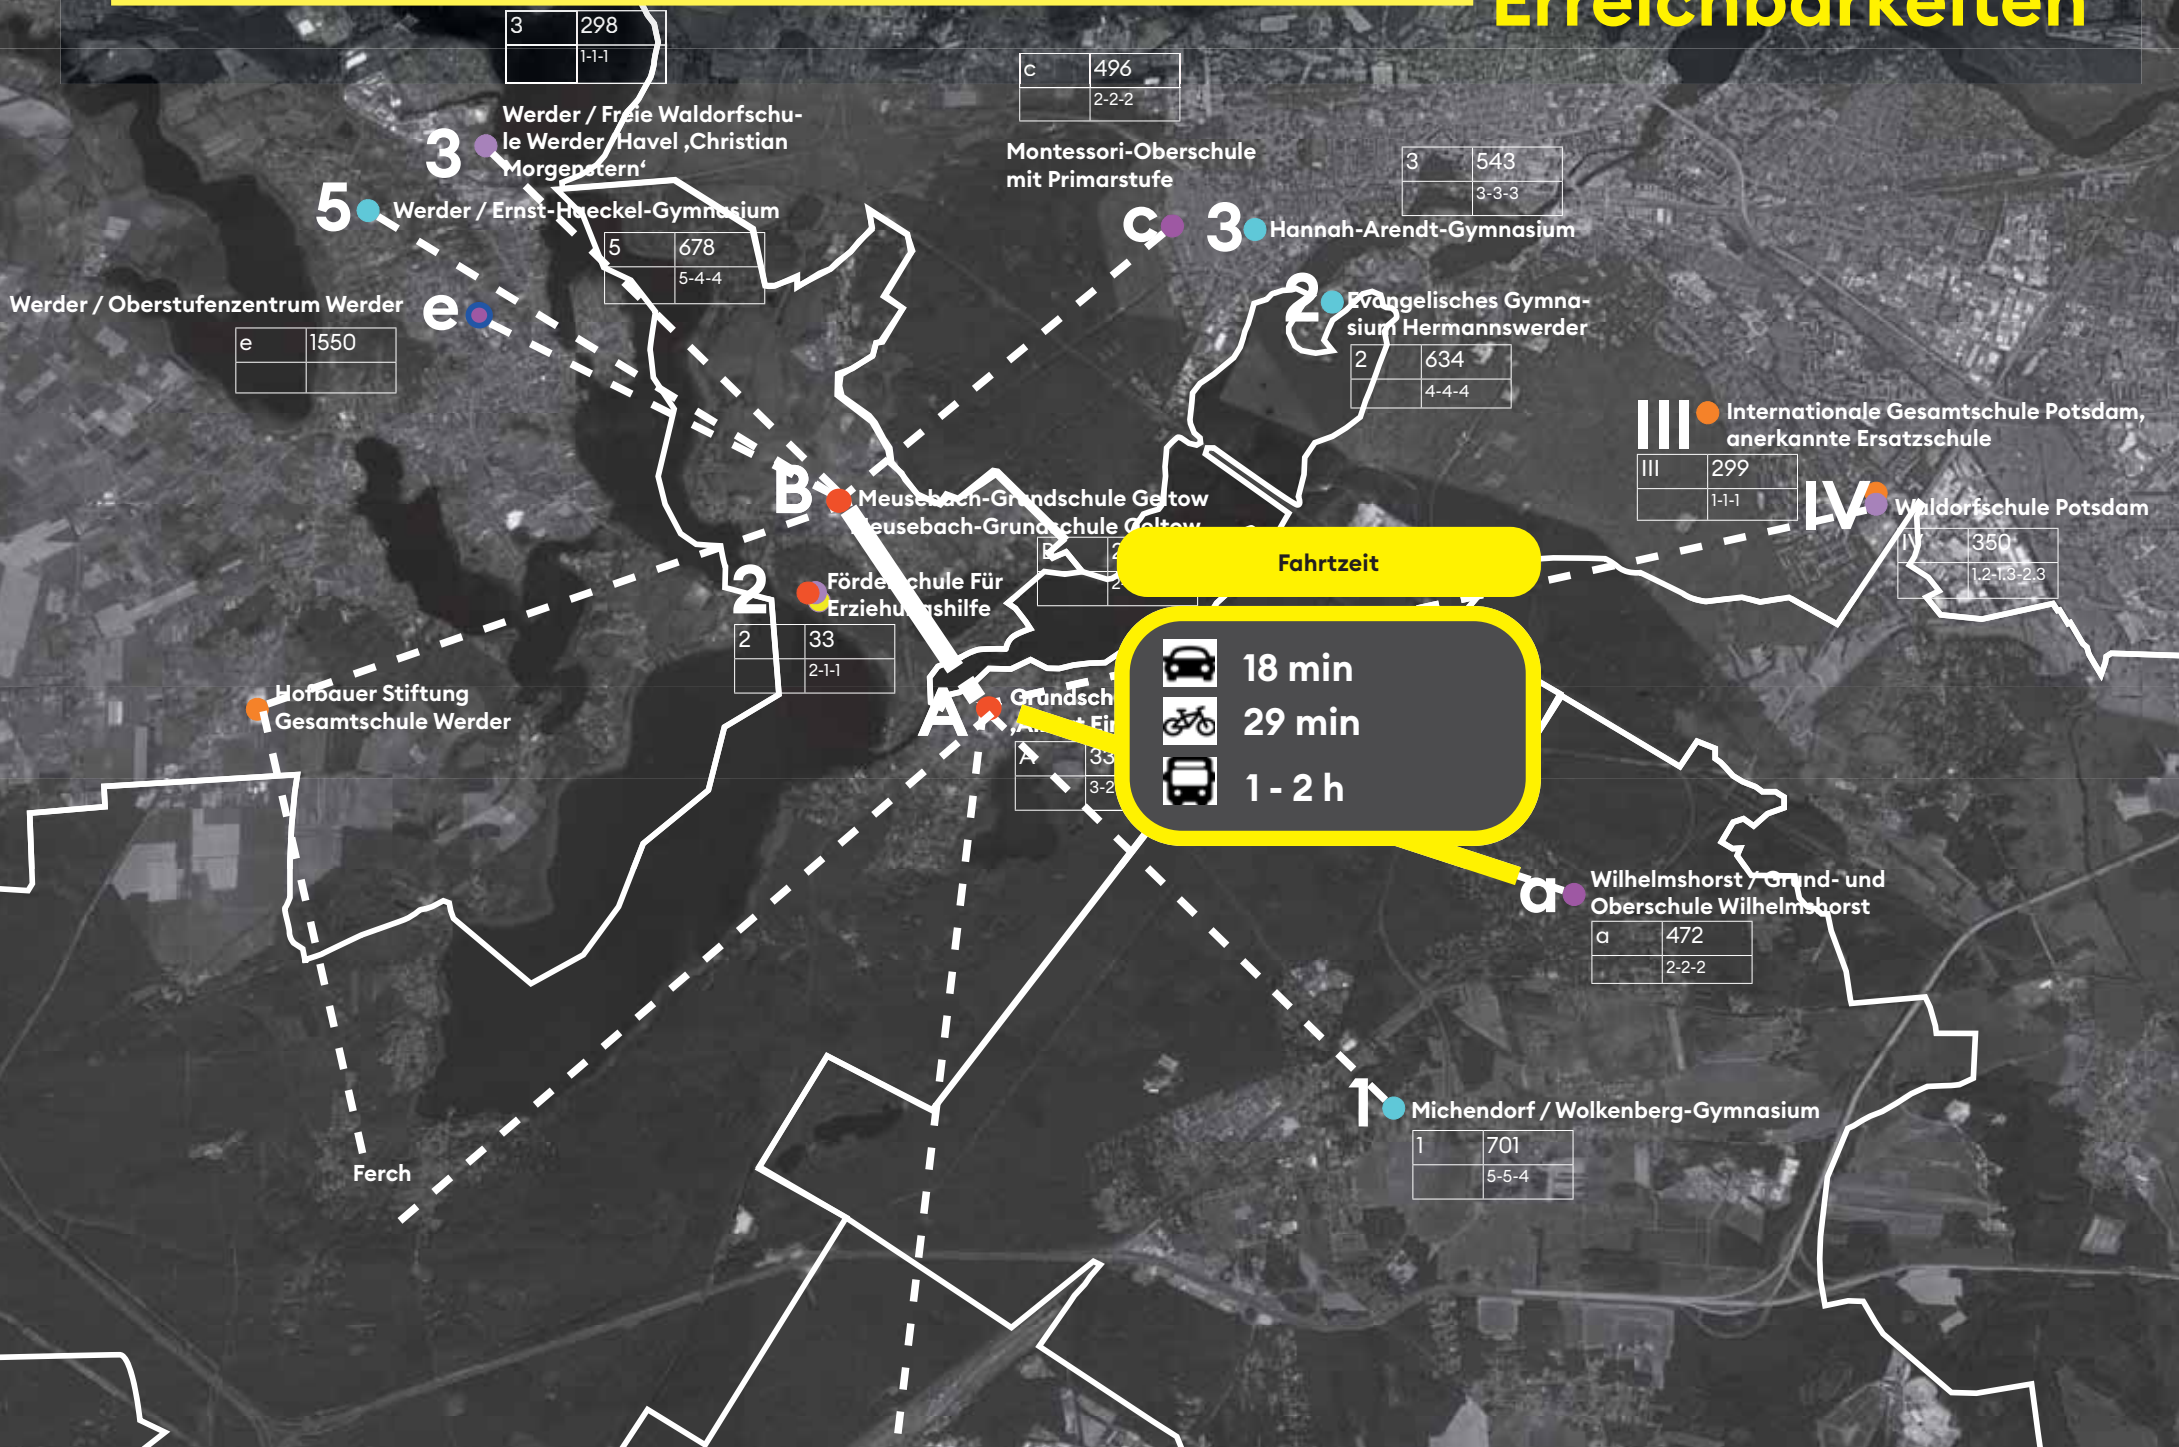 Erreichbarkeiten
3 298
1-1-1
c 496
2-2-2
3
Werder / Freie Waldorfschu-
le Werder/Havel ‚Christian
Morgenstern‘
Montessori-Oberschule
mit Primarstufe
3 543
3-3-3
5
Werder / Ernst-Haeckel-Gymnasium
c
3
Hannah-Arendt-Gymnasium
5 678
5-4-4
Werder / Oberstufenzentrum Werder
e
e 1550
2
Evangelisches Gymna-
sium Hermannswerder
2 634
4-4-4
III
Internationale Gesamtschule Potsdam,
anerkannte Ersatzschule
III 299
1-1-1
IV
Waldorfschule Potsdam
IV 350
1.2-1.3-2.3
B
Meusebach-Grundschule Geltow
Meusebach-Grundschule Geltow
2
Förderschule Für
Erziehungshilfe
2 33
2-1-1
Fahrtzeit
18 min
29 min
1 - 2 h
Hofbauer Stiftung
Gesamtschule Werder
A
A
a
Wilhelmshorst / Grund- und
Oberschule Wilhelmshorst
a 472
2-2-2
1
Michendorf / Wolkenberg-Gymnasium
1 701
5-5-4
Ferch